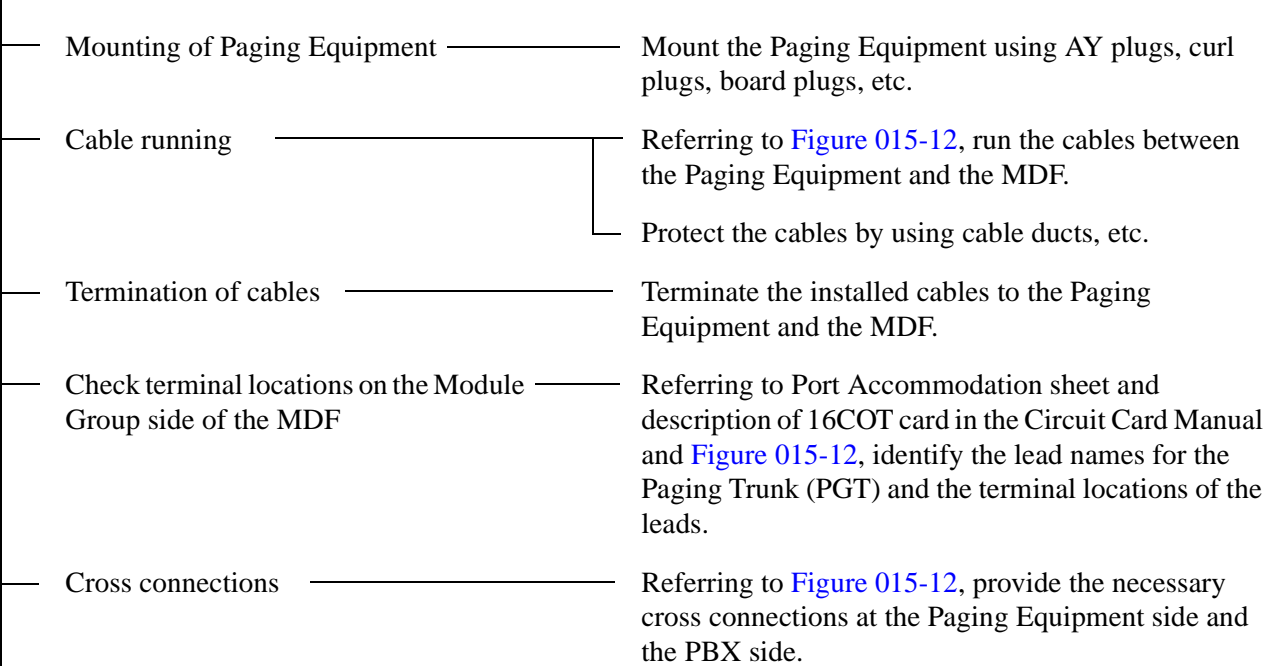 Mounting of Paging Equipment
Mount the Paging Equipment using AY plugs, curl
plugs, board plugs, etc.
Cable running
Referring to Figure 015-12, run the cables between
the Paging Equipment and the MDF.
Protect the cables by using cable ducts, etc.
Termination of cables
Terminate the installed cables to the Paging
Equipment and the MDF.
Check terminal locations on the Module
Group side of the MDF
Referring to Port Accommodation sheet and
description of 16COT card in the Circuit Card Manual
and Figure 015-12, identify the lead names for the
Paging Trunk (PGT) and the terminal locations of the
leads.
Cross connections
Referring to Figure 015-12, provide the necessary
cross connections at the Paging Equipment side and
the PBX side.